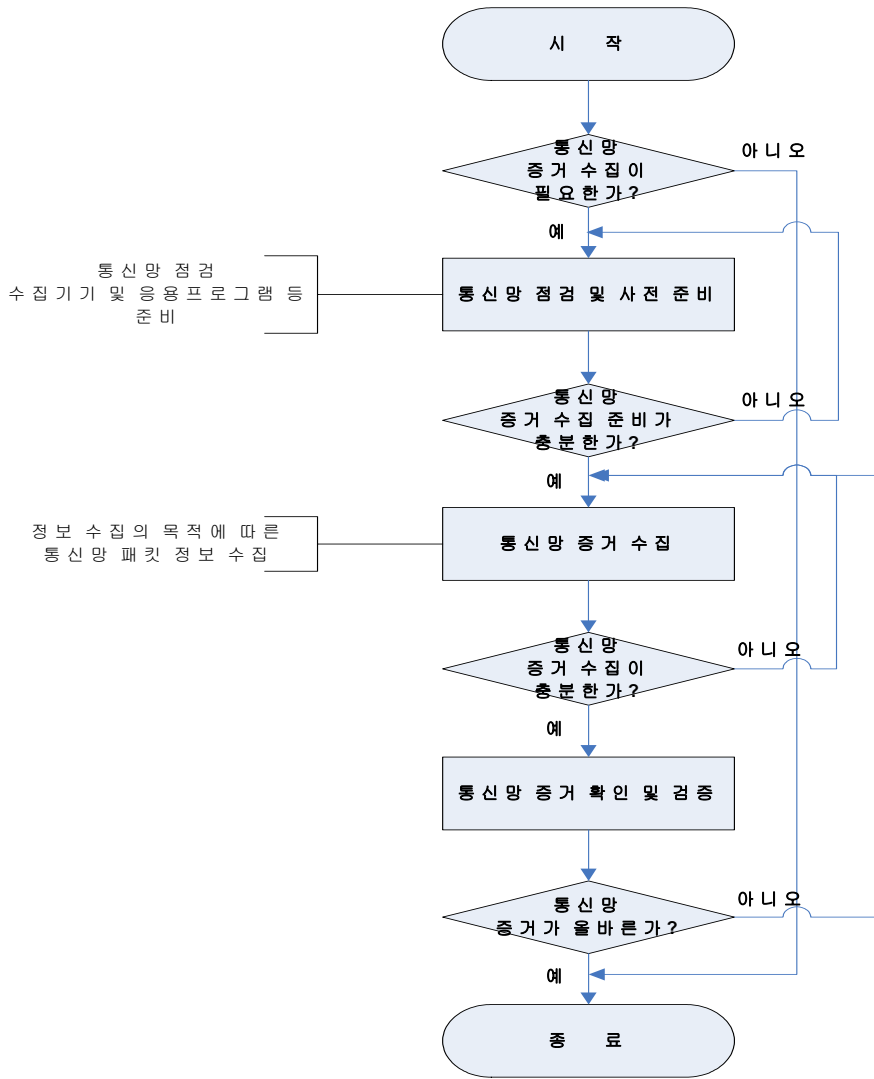 시 작
통신망
증거 수집이
필요한가?
아니오
예
통신망 점검
수집기기 및 응용프로그램 등
준비
통신망 점검 및 사전 준비
통신망
증거 수집 준비가
충분한가?
아니오
예
정보 수집의 목적에 따른
통신망 패킷 정보 수집
통신망 증거 수집
통신망
증거 수집이
충분한가?
아니오
예
통신망 증거 확인 및 검증
통신망
증거가 올바른가?
아니오
예
종 료